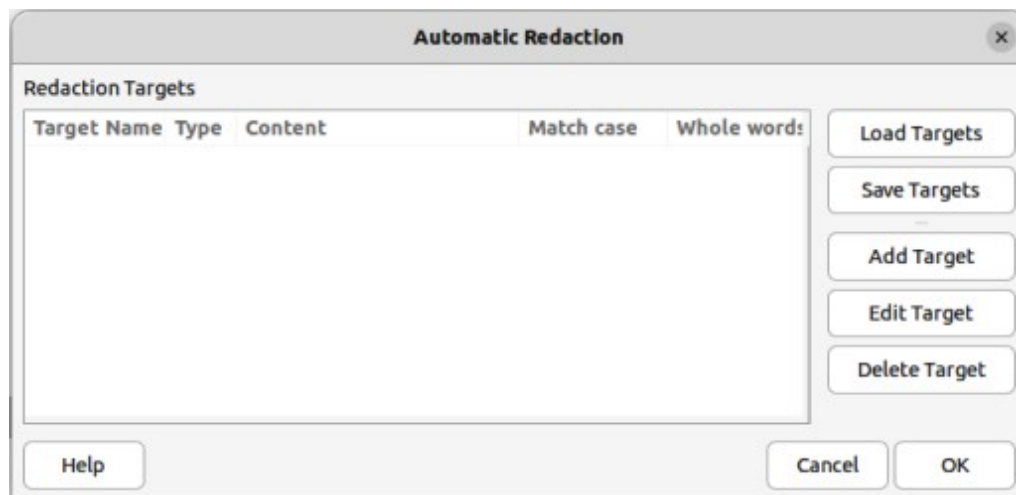 Automatic Redaction
Redaction Targets
Target Name Type Content Match case Whole words
Load Targets
Save Targets
Add Target
Edit Target
Delete Target
Help Cancel OK